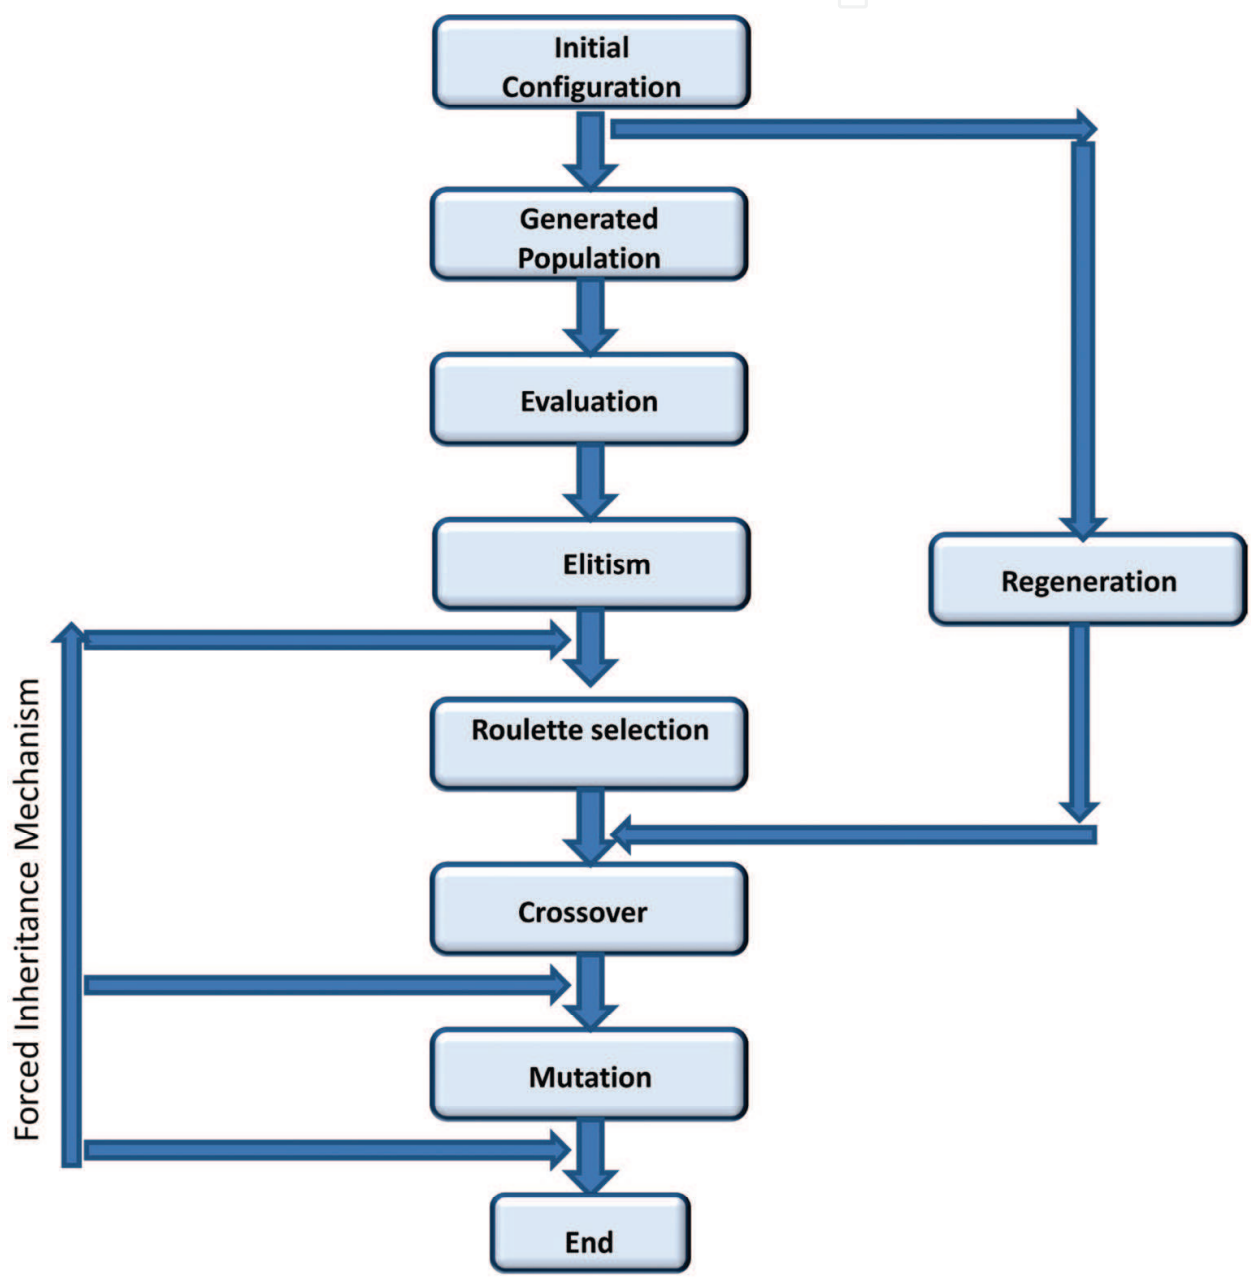 Initial
Configuration
Generated
Population
Evaluation
Elitism
Regeneration
Roulette selection
Crossover
Mutation
End
Forced Inheritance Mechanism